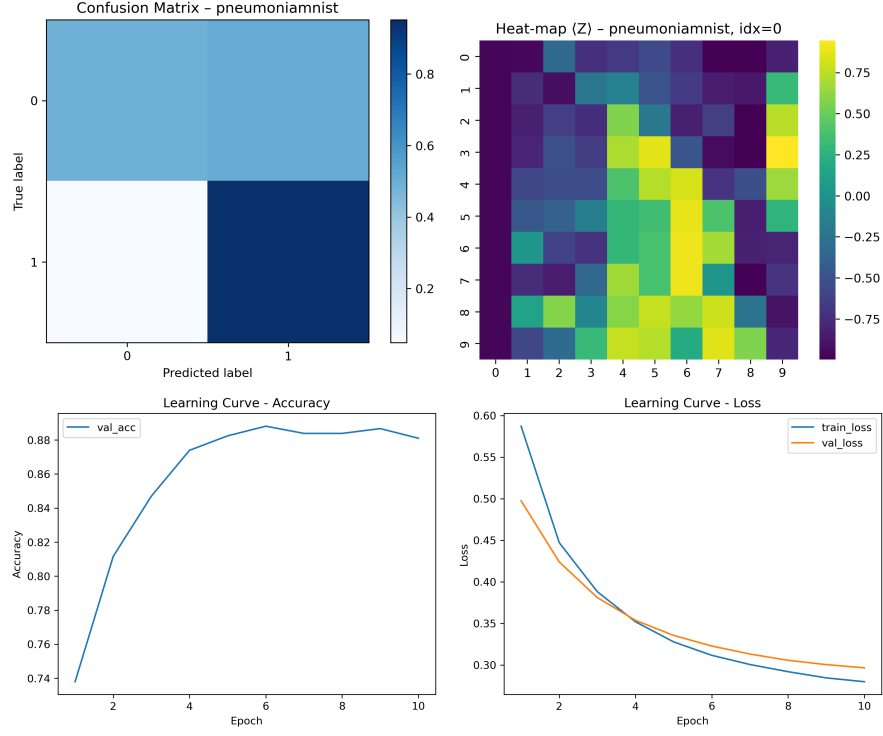 Confusion Matrix – pneumoniamnist
True label
0
1
0
1
Predicted label
0.8
0.6
0.4
0.2
Heat-map ⟨Z⟩ – pneumoniamnist, idx=0
0
1
2
3
4
5
6
7
8
9
0 1 2 3 4 5 6 7 8 9
0.75
0.50
0.25
0.00
−0.25
−0.50
−0.75
Learning Curve - Accuracy
val_acc
Accuracy
0.88
0.86
0.84
0.82
0.80
0.78
0.76
0.74
2 4 6 8 10
Epoch
Learning Curve - Loss
train_loss
val_loss
Loss
0.60
0.55
0.50
0.45
0.40
0.35
0.30
2 4 6 8 10
Epoch